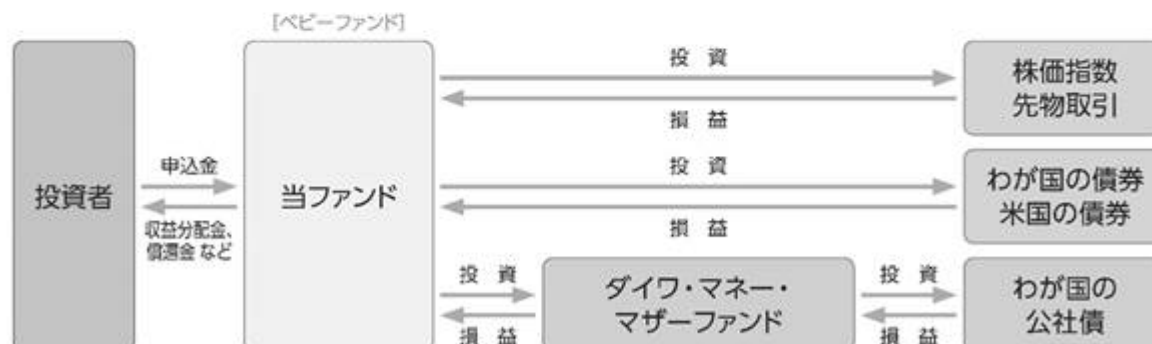 [ベビーファンド]
投資者
申込金
収益分配金、
償還金 など
当ファンド
投 資
損 益
株価指数
先物取引
投 資
損 益
わが国の債券
米国の債券
投 資
損 益
ダイワ・マネー・
マザーファンド
投 資
損 益
わが国の
公社債